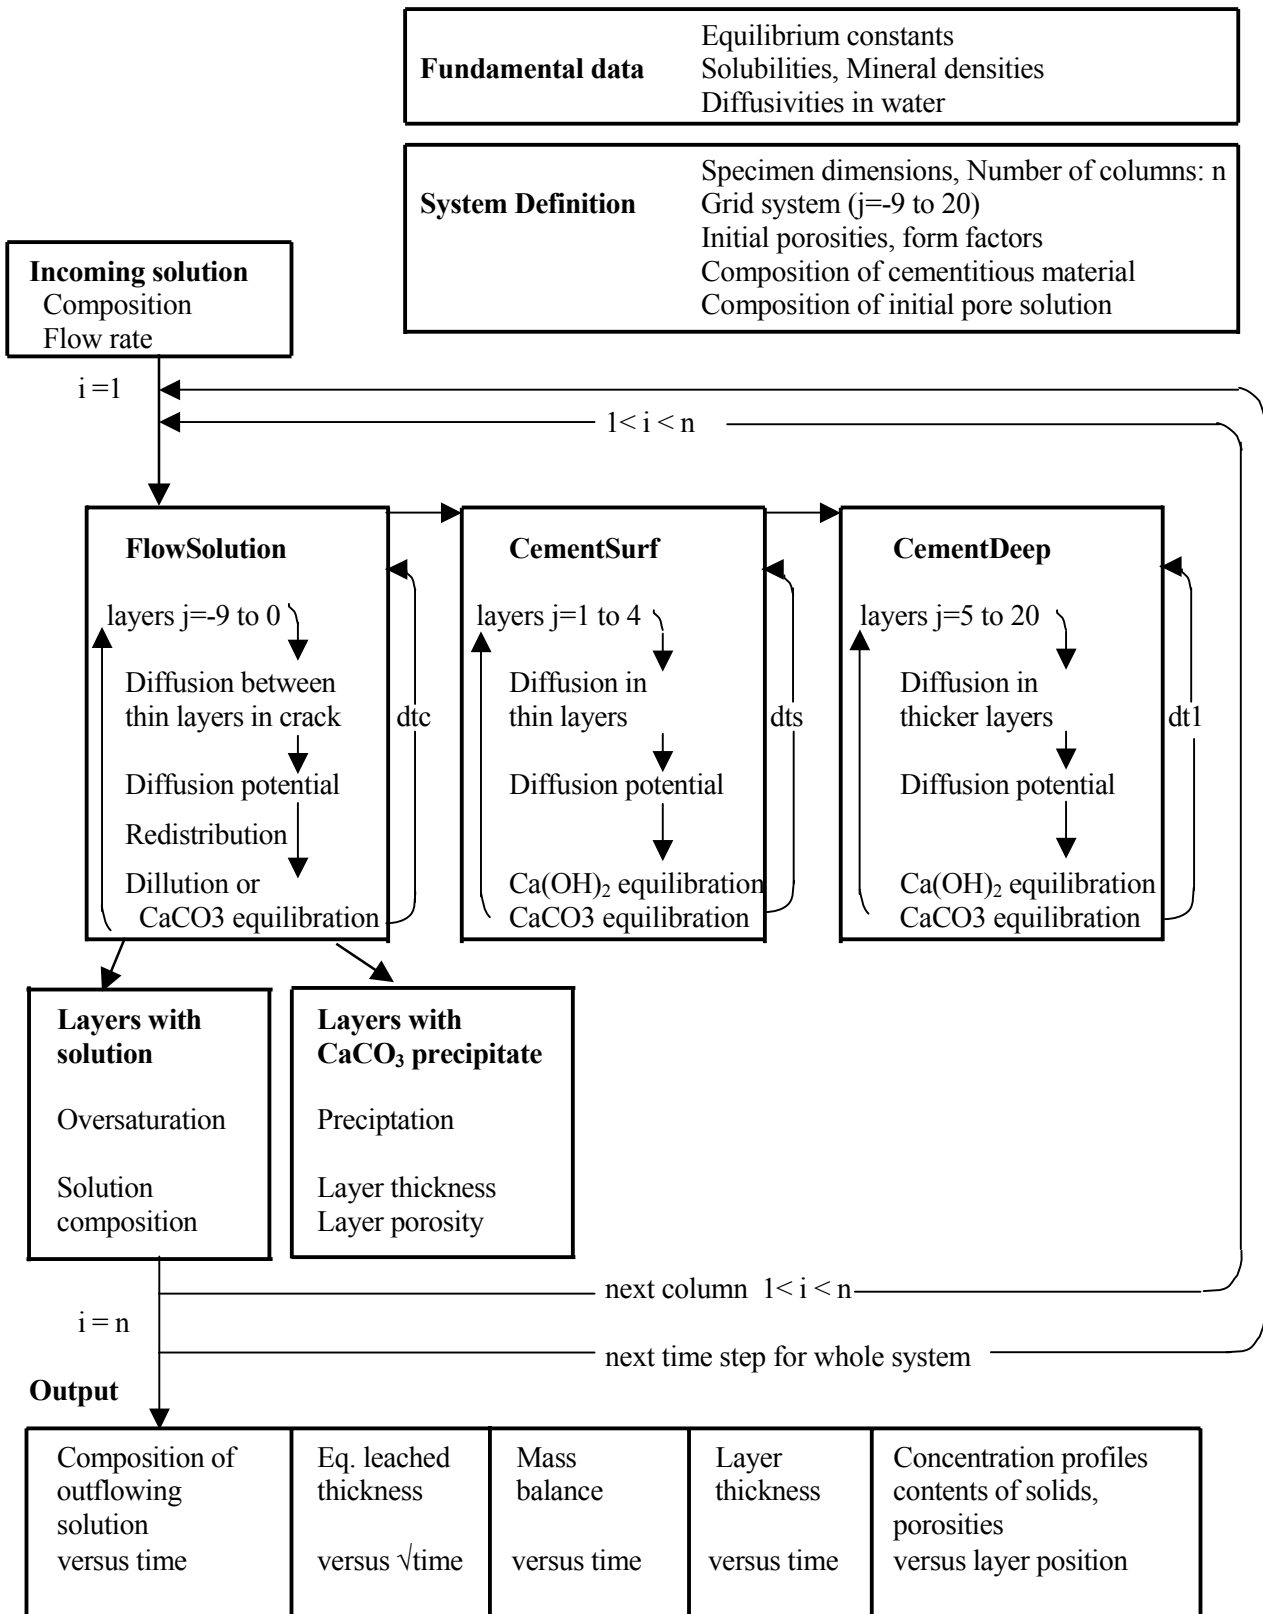 Fundamental data
Equilibrium constants
Solubilities, Mineral densities
Diffusivities in water
System Definition
Specimen dimensions, Number of columns: n
Grid system (j=-9 to 20)
Initial porosities, form factors
Composition of cementitious material
Composition of initial pore solution
Incoming solution
Composition
Flow rate
i =1
1< i < n
FlowSolution
layers j=-9 to 0
Diffusion between
thin layers in crack
Diffusion potential
Redistribution
Dillution or
CaCO3 equilibration
dtc
CementSurf
layers j=1 to 4
Diffusion in
thin layers
Diffusion potential
Ca(OH)₂ equilibration
CaCO3 equilibration
dts
CementDeep
layers j=5 to 20
Diffusion in
thicker layers
Diffusion potential
Ca(OH)₂ equilibration
CaCO3 equilibration
dt1
Layers with
solution
Oversaturation
Solution
composition
Layers with
CaCO₃ precipitate
Preciptation
Layer thickness
Layer porosity
next column 1< i < n
i = n
next time step for whole system
Output
Composition of
outflowing
solution
versus time
Eq. leached
thickness
versus √time
Mass
balance
versus time
Layer
thickness
versus time
Concentration profiles
contents of solids,
porosities
versus layer position